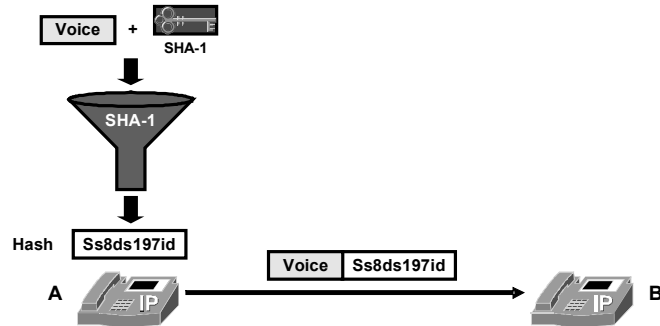 Voice +
SHA-1
SHA-1
Hash Ss8ds197id
Voice Ss8ds197id
A IP IP B